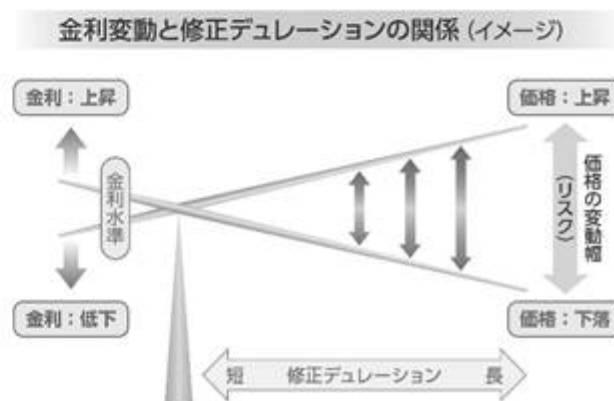 金利変動と修正デュレーションの関係（イメージ）
金利：上昇
価格：上昇
金利水準
価格の変動幅
（リスク）
金利：低下
価格：下落
短 修正デュレーション 長